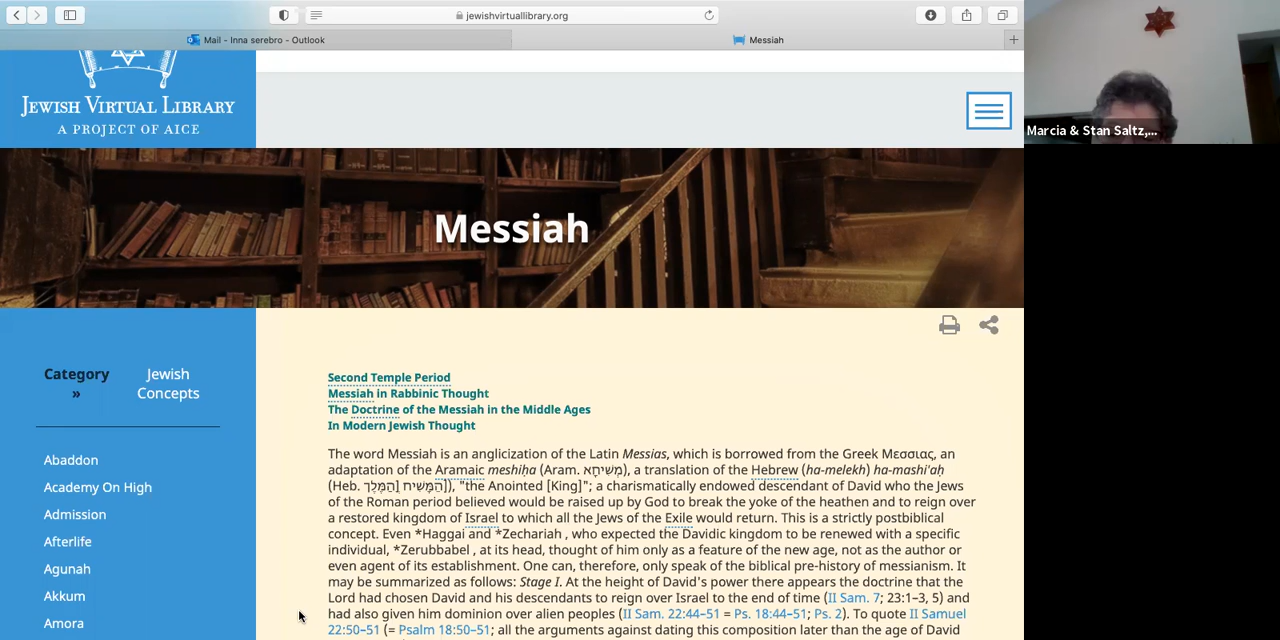 jewishvirtuallibrary.org
Mail - Inna serebro - Outlook
Messiah
JEWISH VIRTUAL LIBRARY
A PROJECT OF AICE
Marcia & Stan Saltz,...
Messiah
Category »
Jewish Concepts
Abaddon
Academy On High
Admission
Afterlife
Agunah
Akkum
Amora
Second Temple Period
Messiah in Rabbinic Thought
The Doctrine of the Messiah in the Middle Ages
In Modern Jewish Thought
The word Messiah is an anglicization of the Latin Messias, which is borrowed from the Greek Μεσσιας, an
adaptation of the Aramaic meshiḥa (Aram. מְשִׁיחָא), a translation of the Hebrew (ha-melekh) ha-mashi'aḥ
(Heb. הַמָּשִׁיחַ [הַמֶּלֶךְ]), "the Anointed [King]"; a charismatically endowed descendant of David who the Jews
of the Roman period believed would be raised up by God to break the yoke of the heathen and to reign over
a restored kingdom of Israel to which all the Jews of the Exile would return. This is a strictly postbiblical
concept. Even *Haggai and *Zechariah , who expected the Davidic kingdom to be renewed with a specific
individual, *Zerubbabel , at its head, thought of him only as a feature of the new age, not as the author or
even agent of its establishment. One can, therefore, only speak of the biblical pre-history of messianism. It
may be summarized as follows: Stage I. At the height of David's power there appears the doctrine that the
Lord had chosen David and his descendants to reign over Israel to the end of time (II Sam. 7; 23:1–3, 5) and
had also given him dominion over alien peoples (II Sam. 22:44–51 = Ps. 18:44–51; Ps. 2). To quote II Samuel
22:50–51 (= Psalm 18:50–51; all the arguments against dating this composition later than the age of David